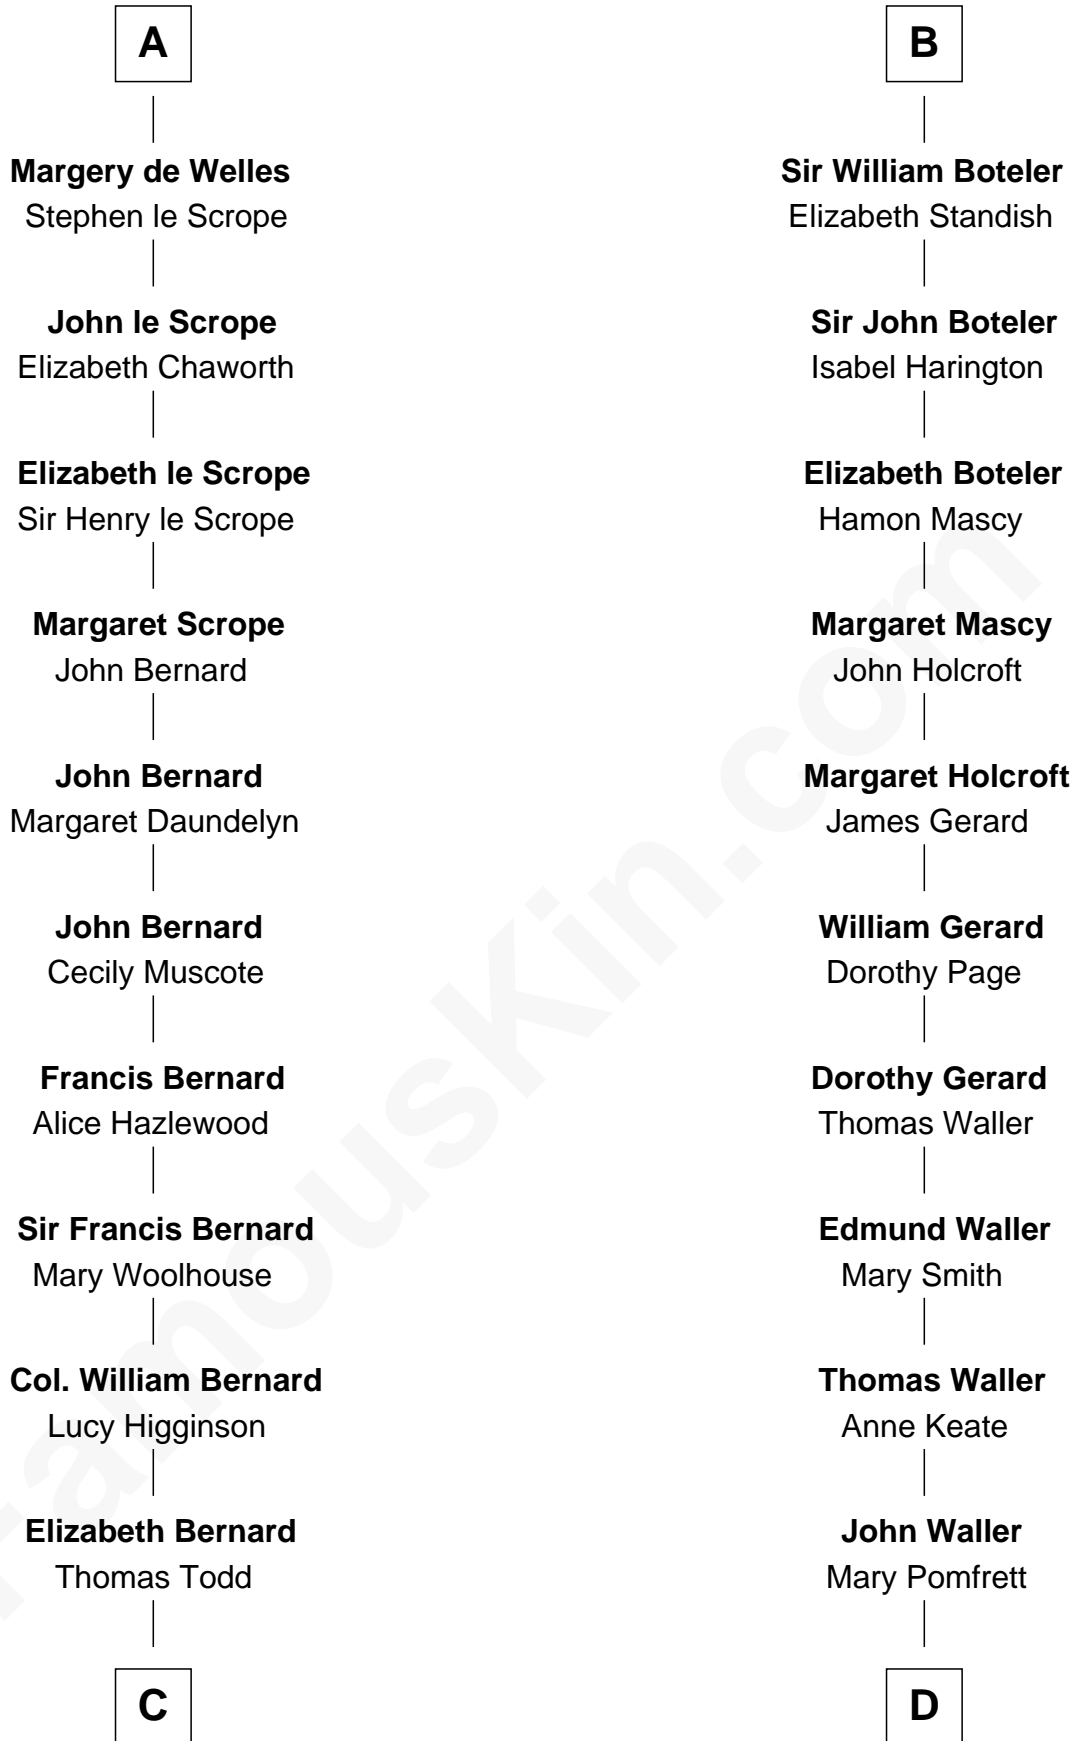 A
Margery de Welles
Stephen le Scrope
John le Scrope
Elizabeth Chaworth
Elizabeth le Scrope
Sir Henry le Scrope
Margaret Scrope
John Bernard
John Bernard
Margaret Daundelyn
John Bernard
Cecily Muscote
Francis Bernard
Alice Hazlewood
Sir Francis Bernard
Mary Woolhouse
Col. William Bernard
Lucy Higginson
Elizabeth Bernard
Thomas Todd
C
B
Sir William Boteler
Elizabeth Standish
Sir John Boteler
Isabel Harington
Elizabeth Boteler
Hamon Mascy
Margaret Mascy
John Holcroft
Margaret Holcroft
James Gerard
William Gerard
Dorothy Page
Dorothy Gerard
Thomas Waller
Edmund Waller
Mary Smith
Thomas Waller
Anne Keate
John Waller
Mary Pomfrett
D
FamousKin.com